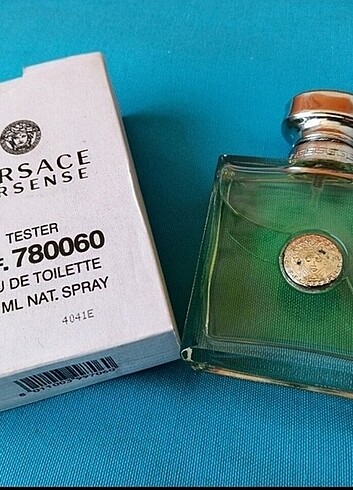 RSACE
RSENSE
TESTER
F. 780060
U DE TOILETTE
ML NAT. SPRAY
4041E